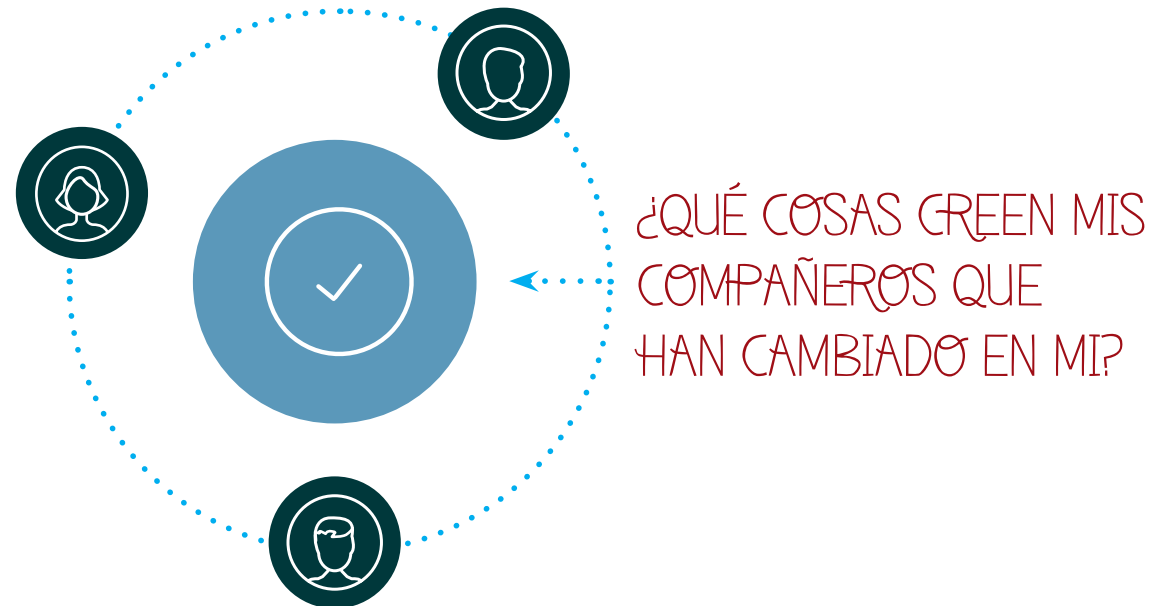 ¿QUÉ COSAS CREEN MIS
COMPAÑEROS QUE
HAN CAMBIADO EN MI?